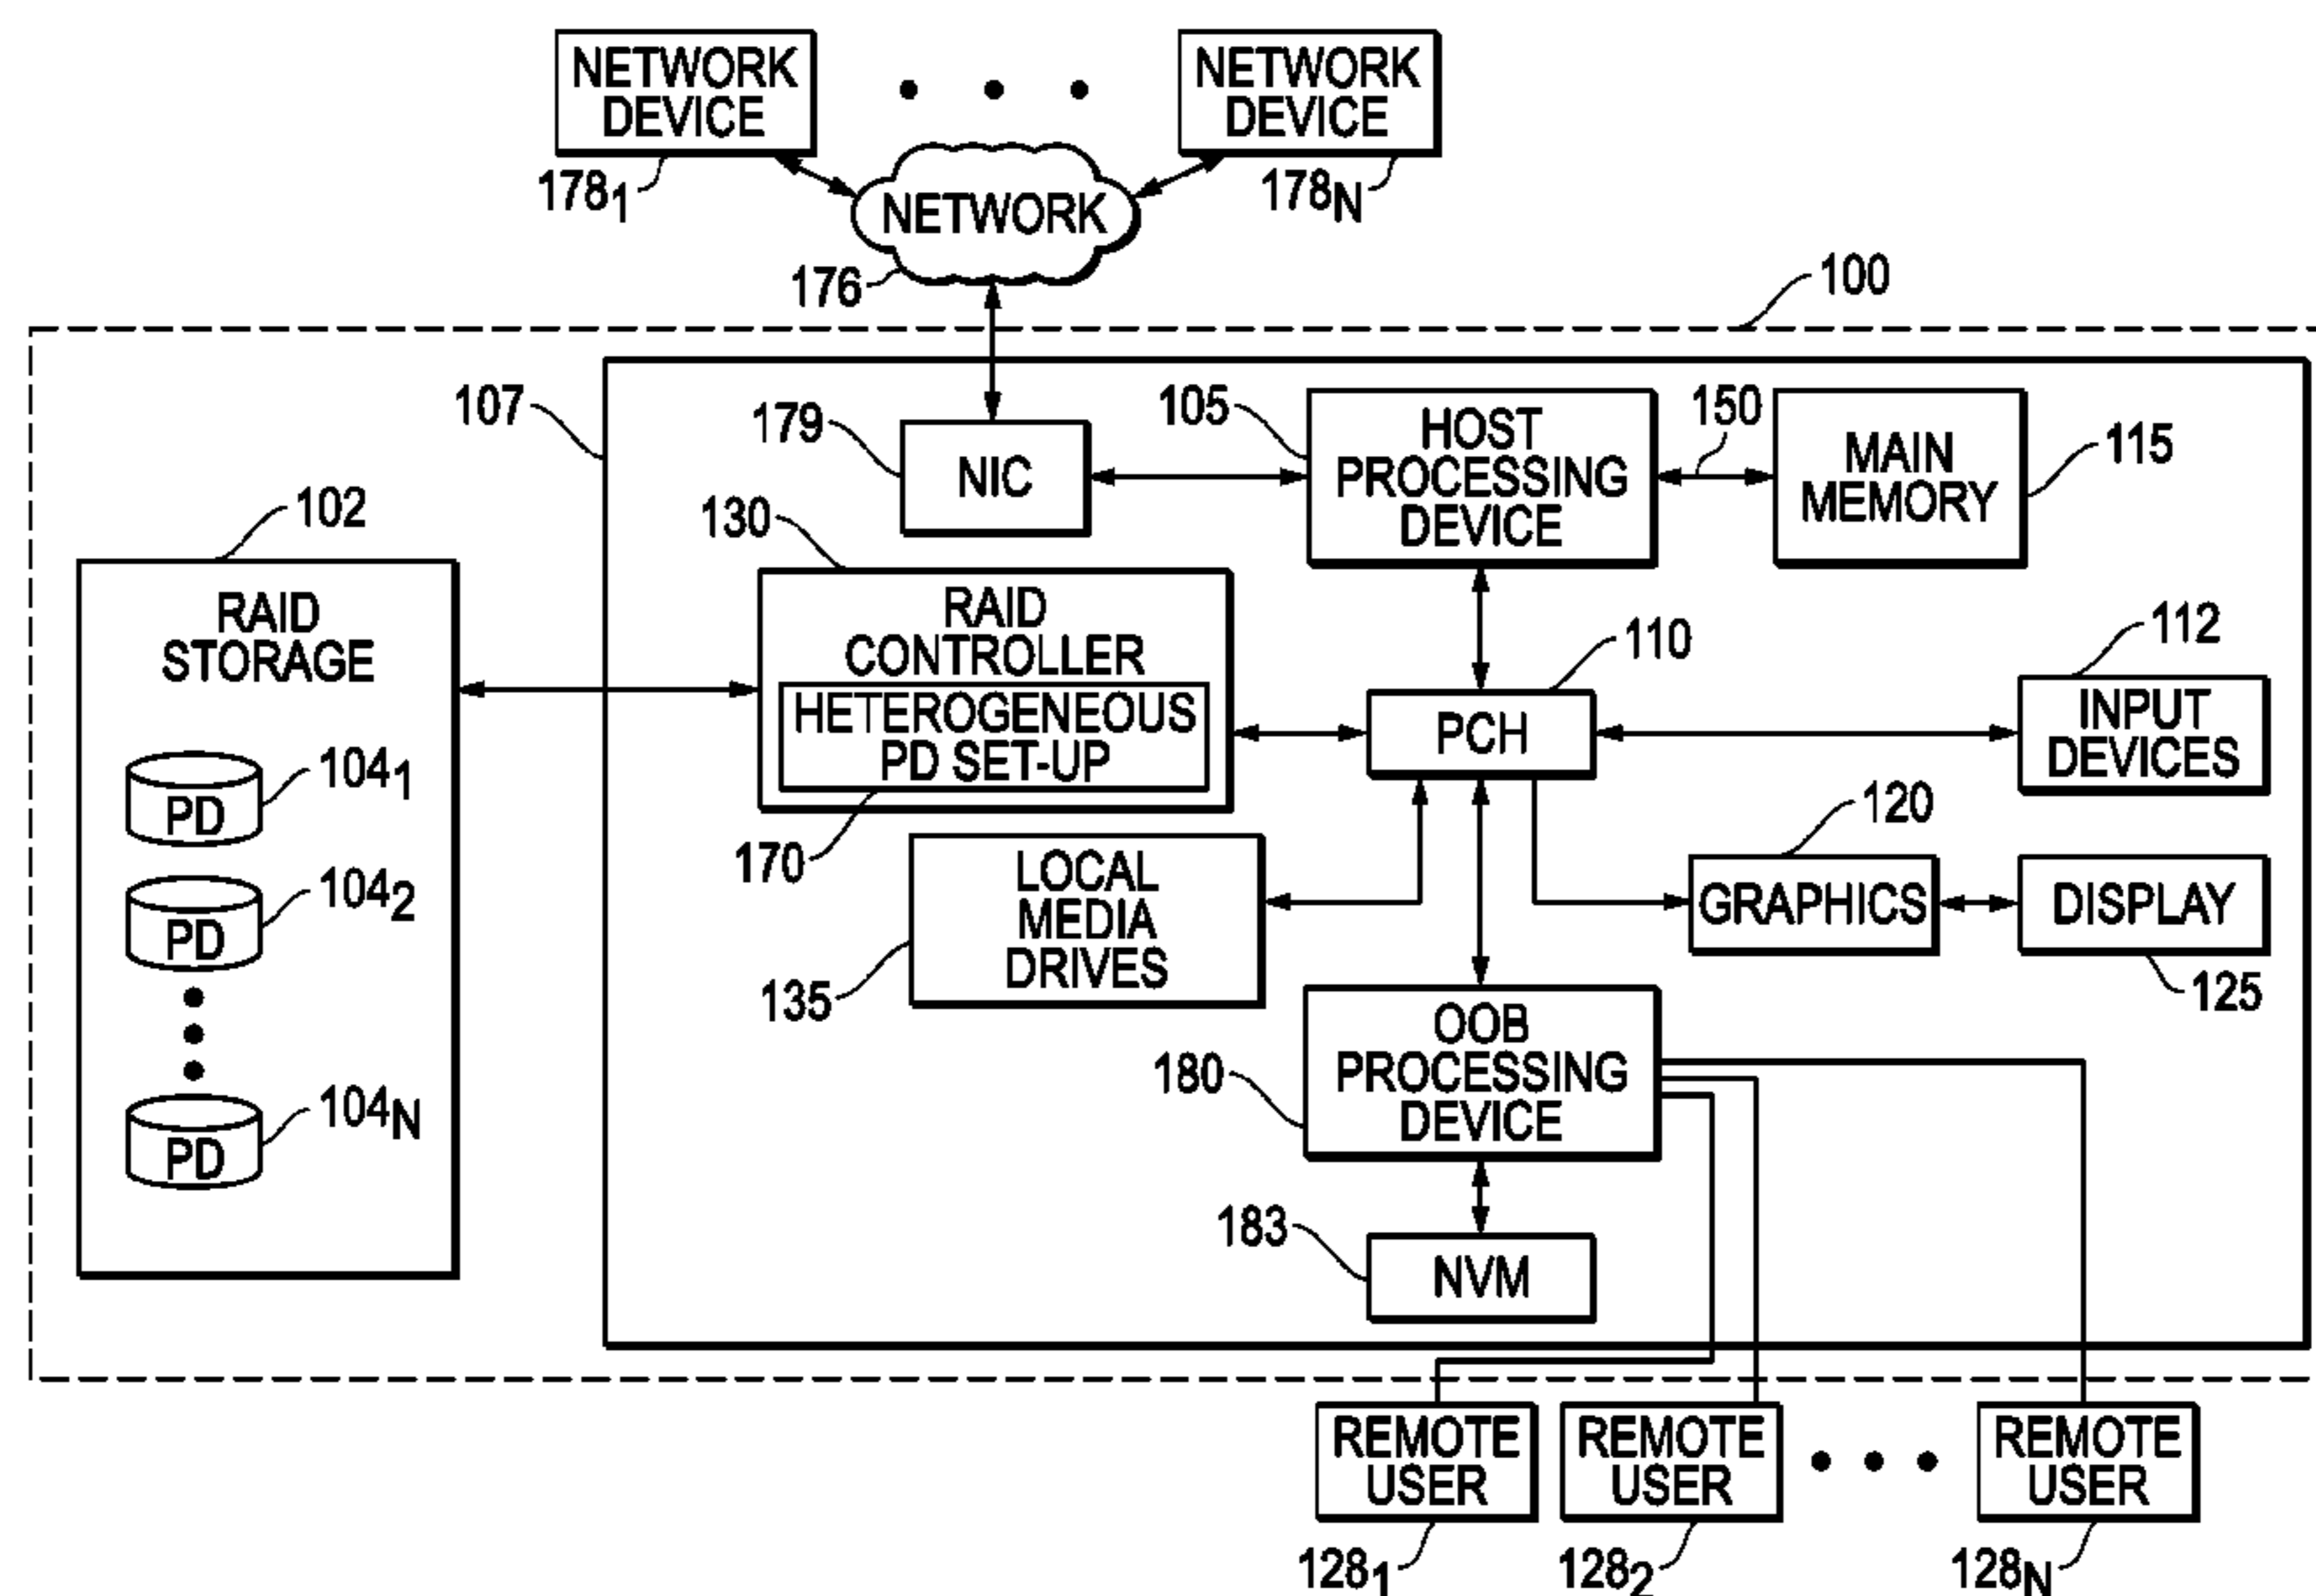 NETWORK
DEVICE
NETWORK
DEVICE
178₁
178N
NETWORK
176
100
107
179
NIC
105
HOST
PROCESSING
DEVICE
150
MAIN
MEMORY
115
102
RAID
STORAGE
130
RAID
CONTROLLER
HETEROGENEOUS
PD SET-UP
170
110
PCH
112
INPUT
DEVICES
PD
104₁
PD
104₂
PD
104N
LOCAL
MEDIA
DRIVES
135
120
GRAPHICS
DISPLAY
125
OOB
PROCESSING
DEVICE
180
183
NVM
REMOTE
USER
REMOTE
USER
REMOTE
USER
128₁
128₂
128N